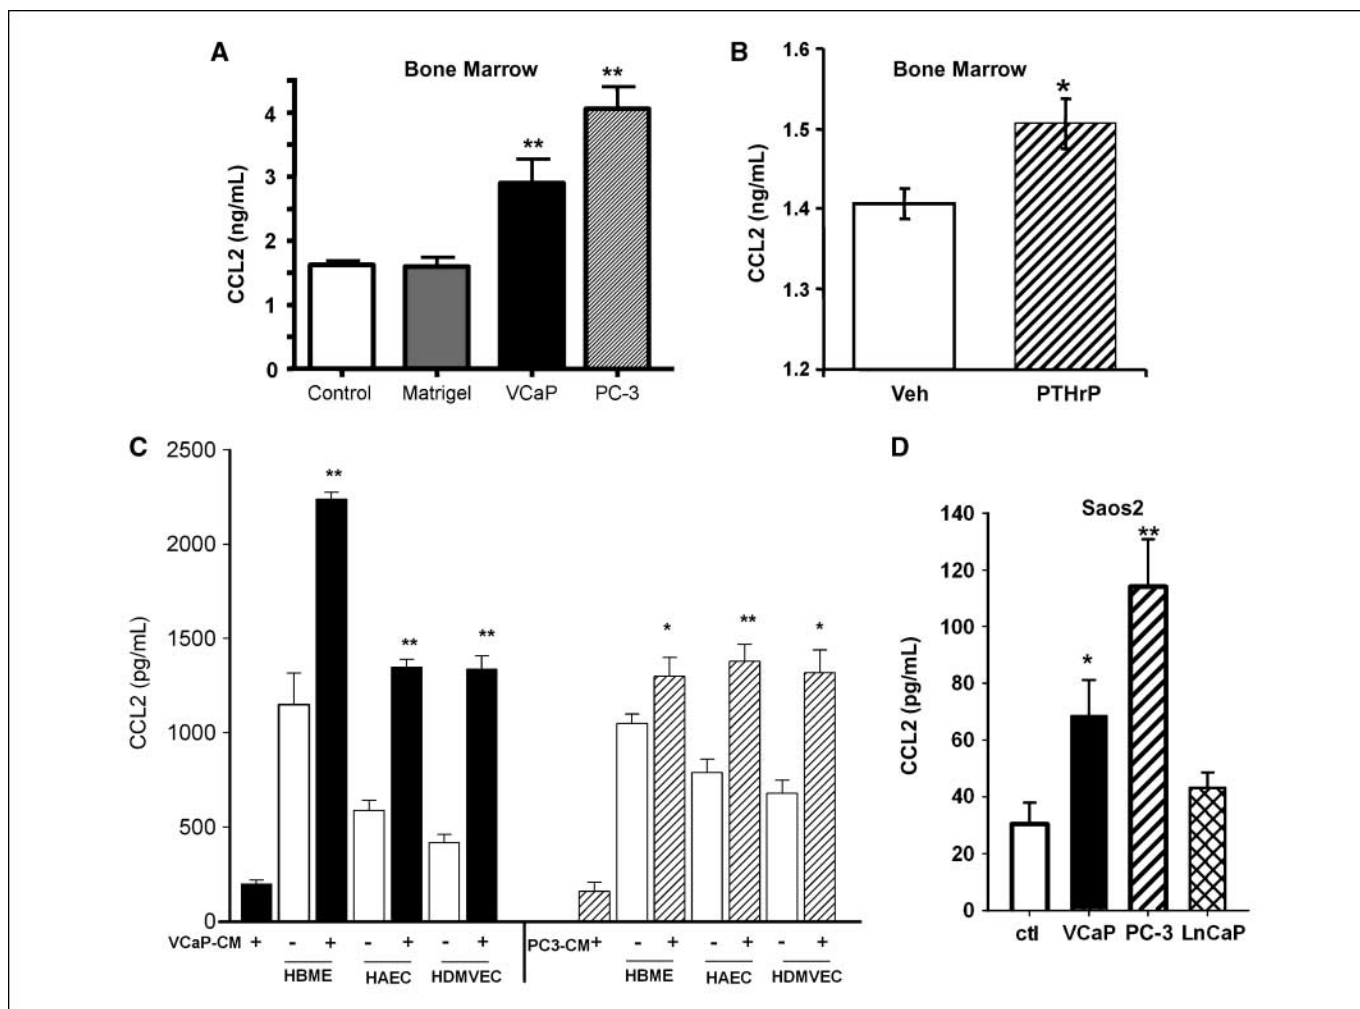 A
Bone Marrow
**
**
CCL2 (ng/mL)
4
3
2
1
0
Control Matrigel VCaP PC-3
B
Bone Marrow
*
CCL2 (ng/mL)
1.6
1.5
1.4
1.3
1.2
Veh PTHrP
C
CCL2 (pg/mL)
2500
2000
1500
1000
500
0
** ** ** * ** *
VCaP-CM + - + - + - + PC3-CM + - + - + - +
HBME HAEC HDMVEC HBME HAEC HDMVEC
D
Saos2
**
*
CCL2 (pg/mL)
140
120
100
80
60
40
20
0
ctl VCaP PC-3 LnCaP